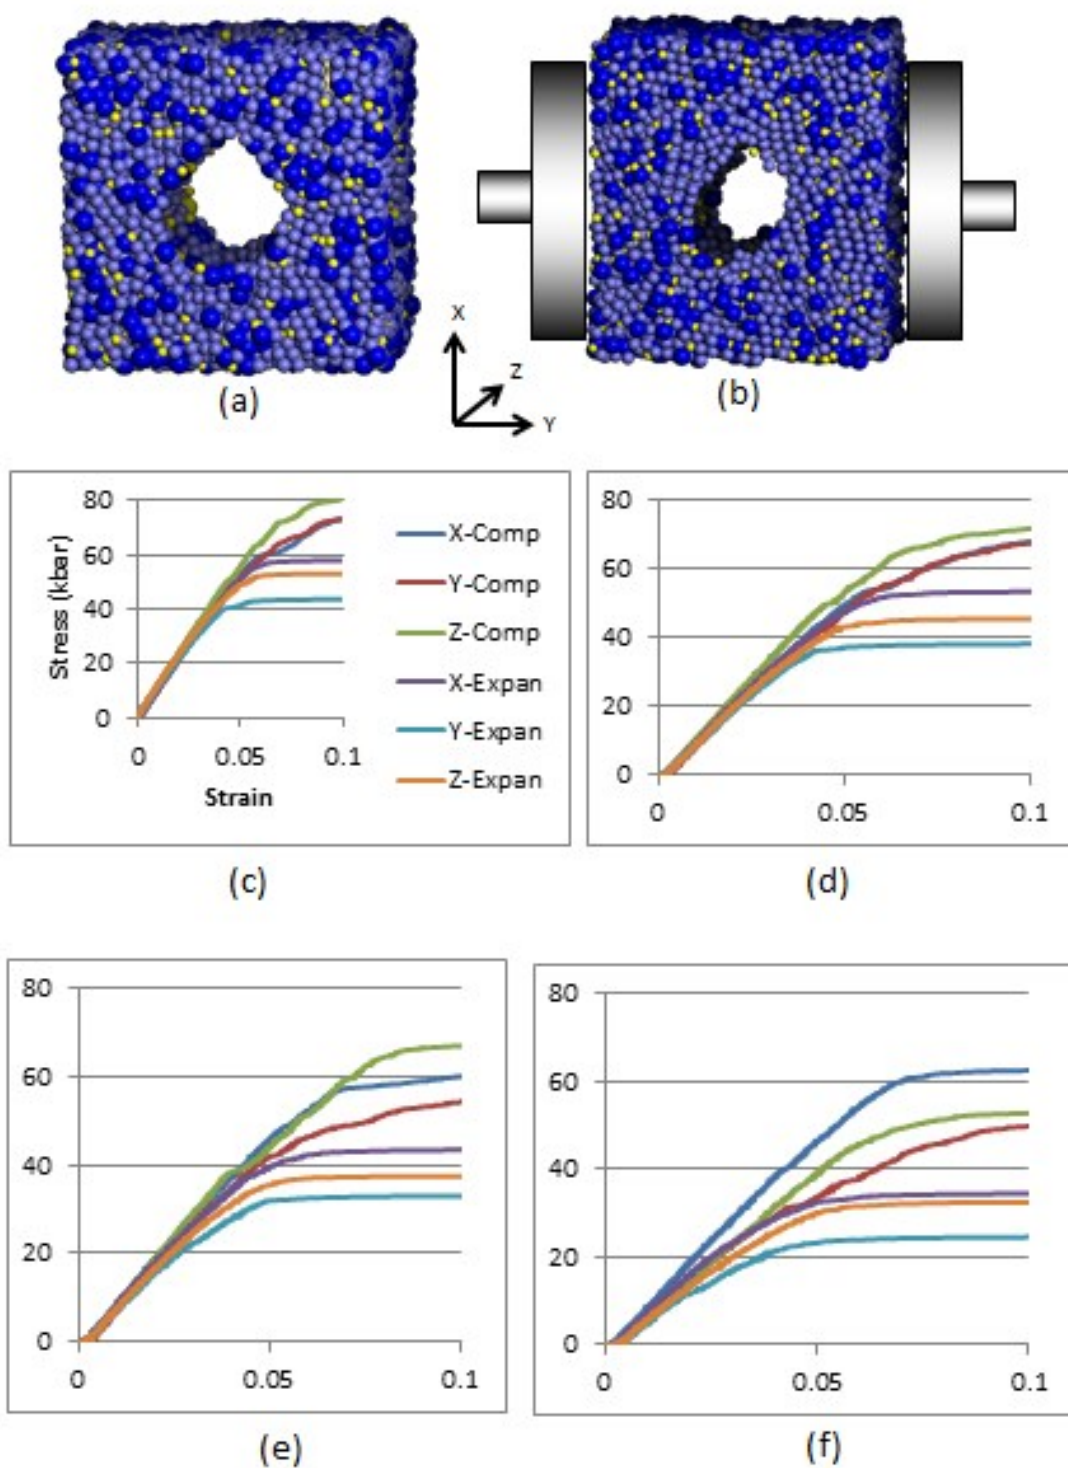 X
Z
Y
(a)
(b)
80
60
40
20
0
0
0.05
0.1
Stress (kbar)
Strain
X-Comp
Y-Comp
Z-Comp
X-Expan
Y-Expan
Z-Expan
80
60
40
20
0
0
0.05
0.1
(c)
(d)
80
60
40
20
0
0
0.05
0.1
80
60
40
20
0
0
0.05
0.1
(e)
(f)